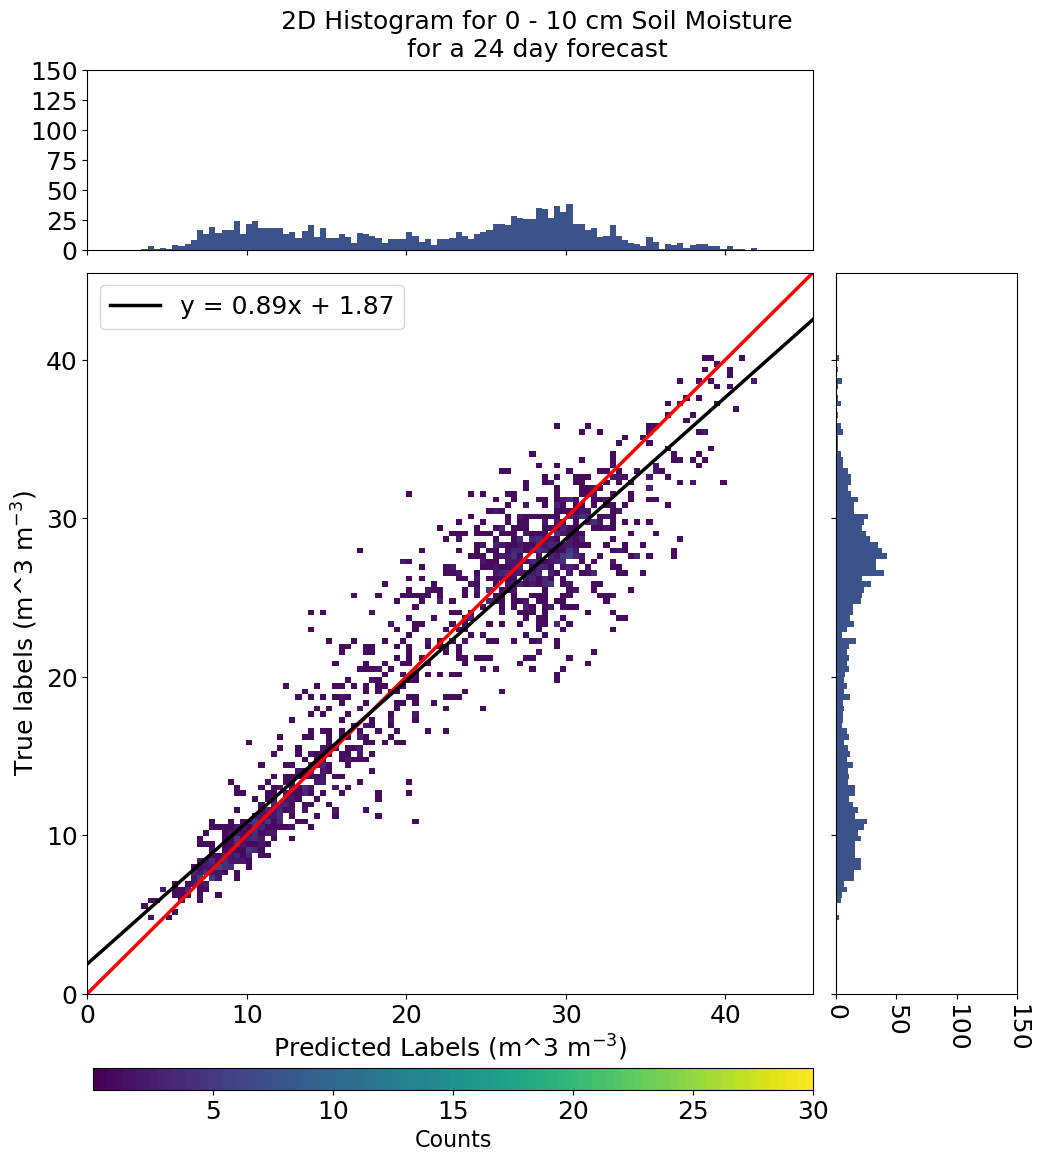 2D Histogram for 0 - 10 cm Soil Moisture
for a 24 day forecast
150
125
100
75
50
25
0
y = 0.89x + 1.87
True labels (m^3 m⁻³)
40
30
20
10
0
0 10 20 30 40
Predicted Labels (m^3 m⁻³)
0 50 100 150
5 10 15 20 25 30
Counts